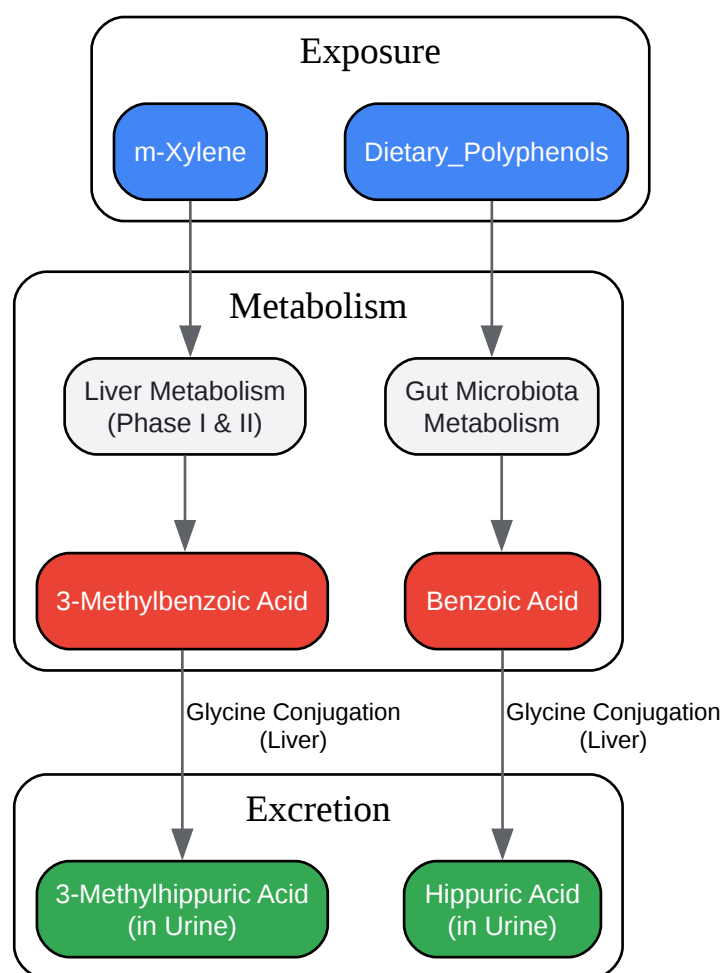 Exposure
m-Xylene
Dietary_Polyphenols
Metabolism
Liver Metabolism
(Phase I & II)
Gut Microbiota
Metabolism
3-Methylbenzoic Acid
Benzoic Acid
Glycine Conjugation
(Liver)
Glycine Conjugation
(Liver)
Excretion
3-Methylhippuric Acid
(in Urine)
Hippuric Acid
(in Urine)